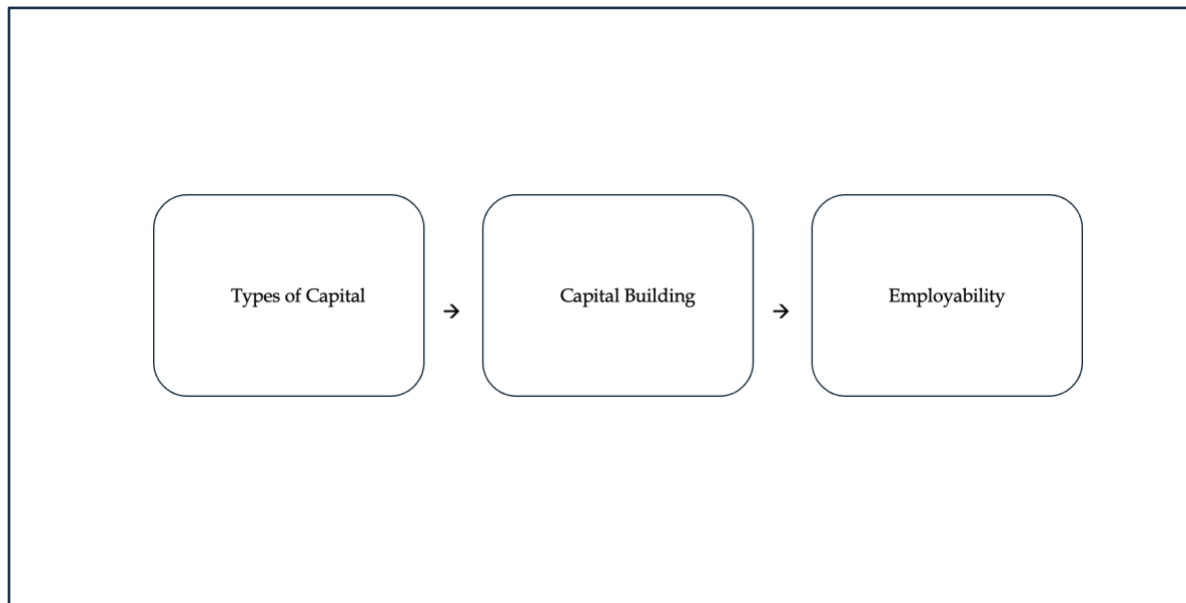 Types of Capital
→
Capital Building
→
Employability